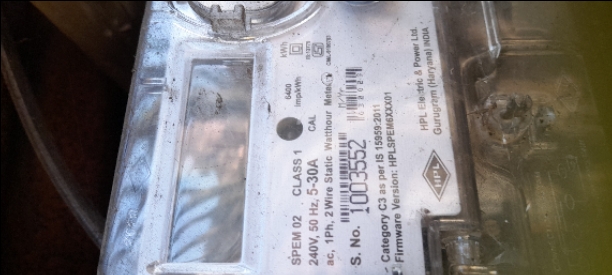 kWh
6400
Imp/kWh
CAL
SPEM 02 CLASS 1
240V, 50 Hz, 5-30A
ac, 1Ph, 2 Wire Static Watthour Meter
S. No. 1003552
Category C3 as per IS 15959:2011
Firmware Version: HPLSPEM6XXX01
HPL
HPL Electric & Power Ltd.
Gurugram (Haryana) INDIA